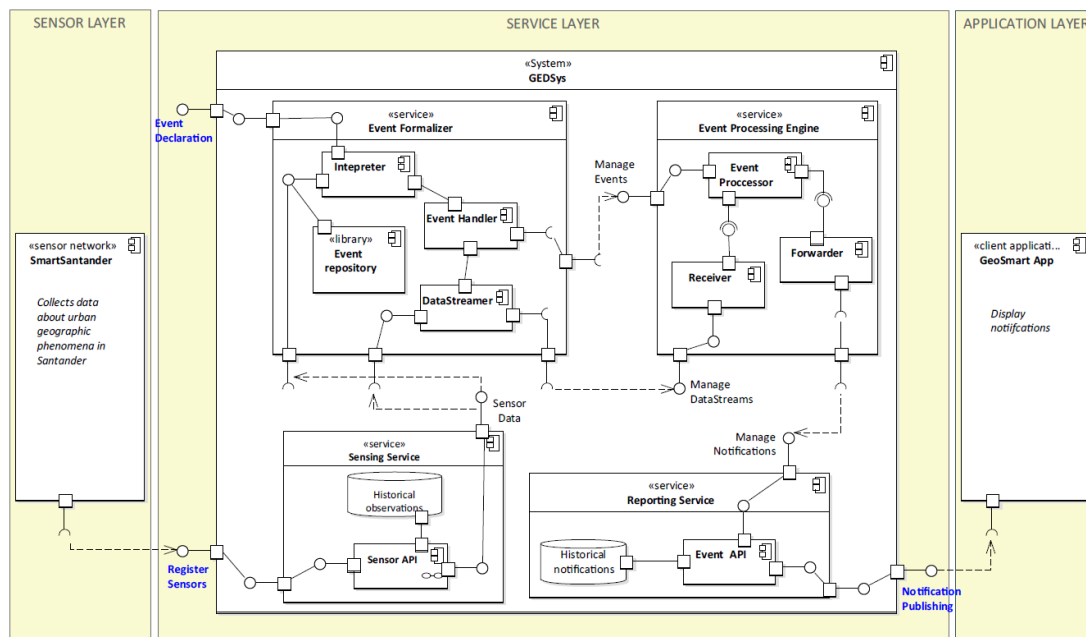 SENSOR LAYER
SERVICE LAYER
APPLICATION LAYER
«System»
GEDSys
«service»
Event Formalizer
«service»
Event Processing Engine
Event
Declaration
Intepreter
Event Handler
«library»
Event
repository
DataStreamer
Manage
Events
Event
Proccessor
Receiver
Forwarder
«sensor network»
SmartSantander
Collects data
about urban
geographic
phenomena in
Santander
«client applicati...
GeoSmart App
Display
notiifcations
Sensor
Data
Manage
DataStreams
Manage
Notifications
«service»
Sensing Service
Historical
observations
Sensor API
«service»
Reporting Service
Historical
notifications
Event API
Register
Sensors
Notification
Publishing